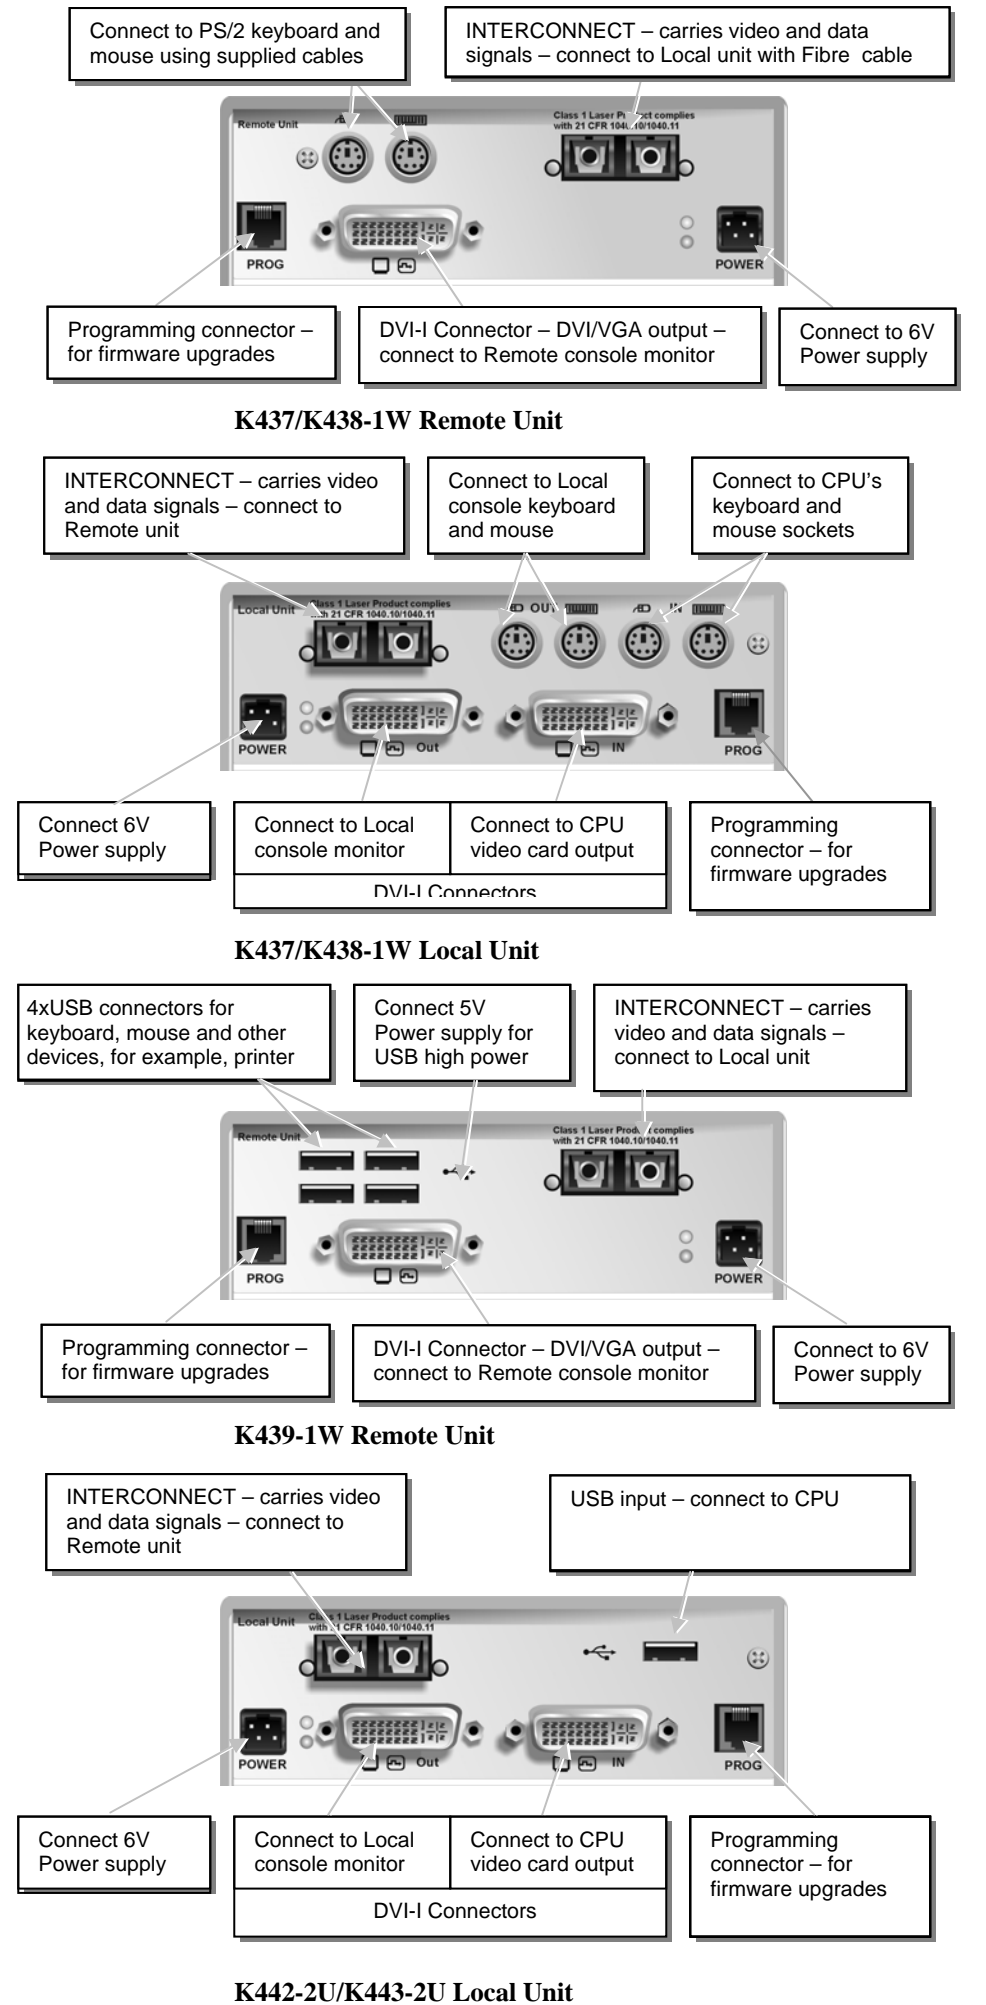 Connect to PS/2 keyboard and
mouse using supplied cables
INTERCONNECT – carries video and data
signals – connect to Local unit with Fibre cable
Remote Unit
Class 1 Laser Product complies
with 21 CFR 1040.10/1040.11
PROG
POWER
Programming connector –
for firmware upgrades
DVI-I Connector – DVI/VGA output –
connect to Remote console monitor
Connect to 6V
Power supply
K437/K438-1W Remote Unit
INTERCONNECT – carries video
and data signals – connect to
Remote unit
Connect to Local
console keyboard
and mouse
Connect to CPU's
keyboard and
mouse sockets
Local Unit
Class 1 Laser Product complies
with 21 CFR 1040.10/1040.11
OUT
IN
POWER
Out
IN
PROG
Connect 6V
Power supply
Connect to Local
console monitor
Connect to CPU
video card output
DVI-I Connectors
Programming
connector – for
firmware upgrades
K437/K438-1W Local Unit
4xUSB connectors for
keyboard, mouse and other
devices, for example, printer
Connect 5V
Power supply for
USB high power
INTERCONNECT – carries
video and data signals –
connect to Local unit
Remote Unit
Class 1 Laser Product complies
with 21 CFR 1040.10/1040.11
PROG
POWER
Programming connector –
for firmware upgrades
DVI-I Connector – DVI/VGA output –
connect to Remote console monitor
Connect to 6V
Power supply
K439-1W Remote Unit
INTERCONNECT – carries video
and data signals – connect to
Remote unit
USB input – connect to CPU
Local Unit
Class 1 Laser Product complies
with 21 CFR 1040.10/1040.11
POWER
Out
IN
PROG
Connect 6V
Power supply
Connect to Local
console monitor
Connect to CPU
video card output
DVI-I Connectors
Programming
connector – for
firmware upgrades
K442-2U/K443-2U Local Unit